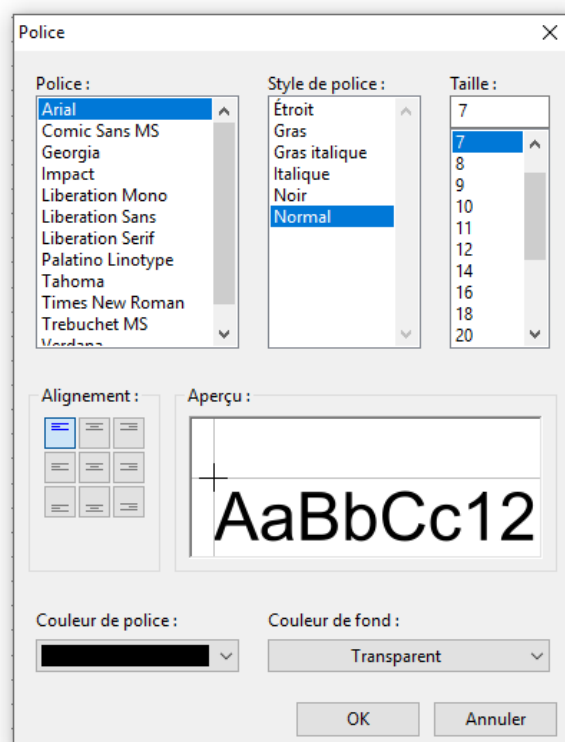 Police
Police :
Arial
Comic Sans MS
Georgia
Impact
Liberation Mono
Liberation Sans
Liberation Serif
Palatino Linotype
Tahoma
Times New Roman
Trebuchet MS
Verdana
Style de police :
Étroit
Gras
Gras italique
Italique
Noir
Normal
Taille :
7
7
8
9
10
11
12
14
16
18
20
Alignement :
Aperçu :
AaBbCc12
Couleur de police :
Couleur de fond :
Transparent
OK
Annuler